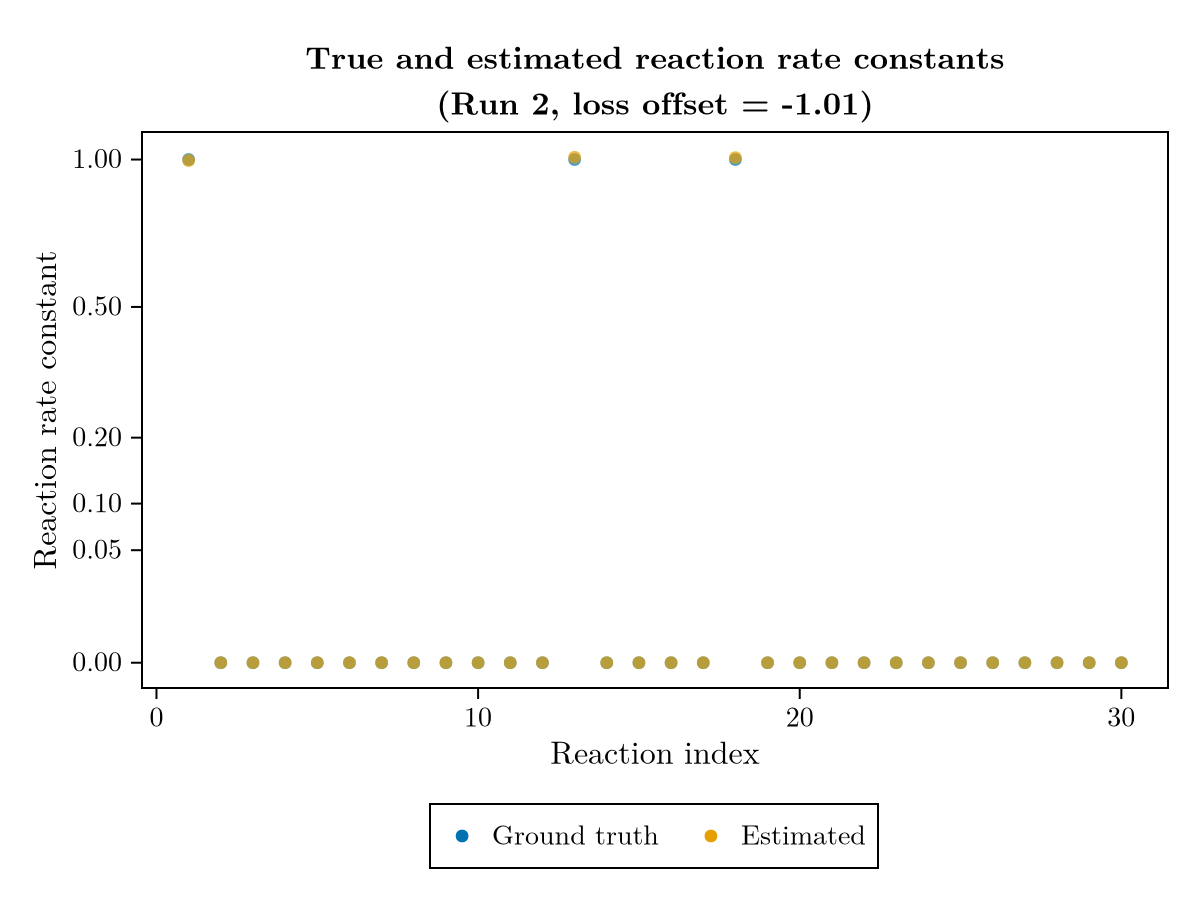 True and estimated reaction rate constants
(Run 2, loss offset = -1.01)
Reaction rate constant
1.00
0.50
0.20
0.10
0.05
0.00
0 10 20 30
Reaction index
Ground truth Estimated